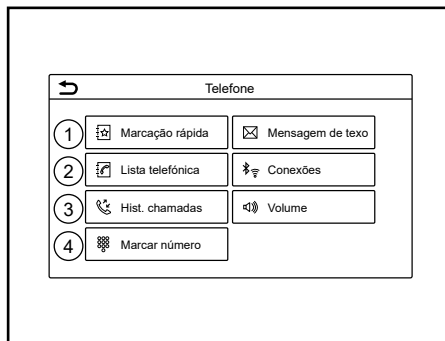 Telefone
1 Marcação rápida
Mensagem de texo
2 Lista telefónica
Conexões
3 Hist. chamadas
Volume
4 Marcar número